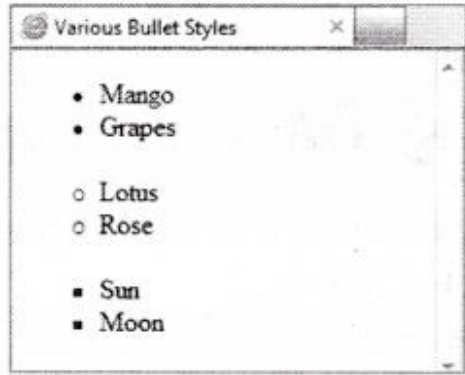 Various Bullet Styles
• Mango
• Grapes
○ Lotus
○ Rose
▪ Sun
▪ Moon